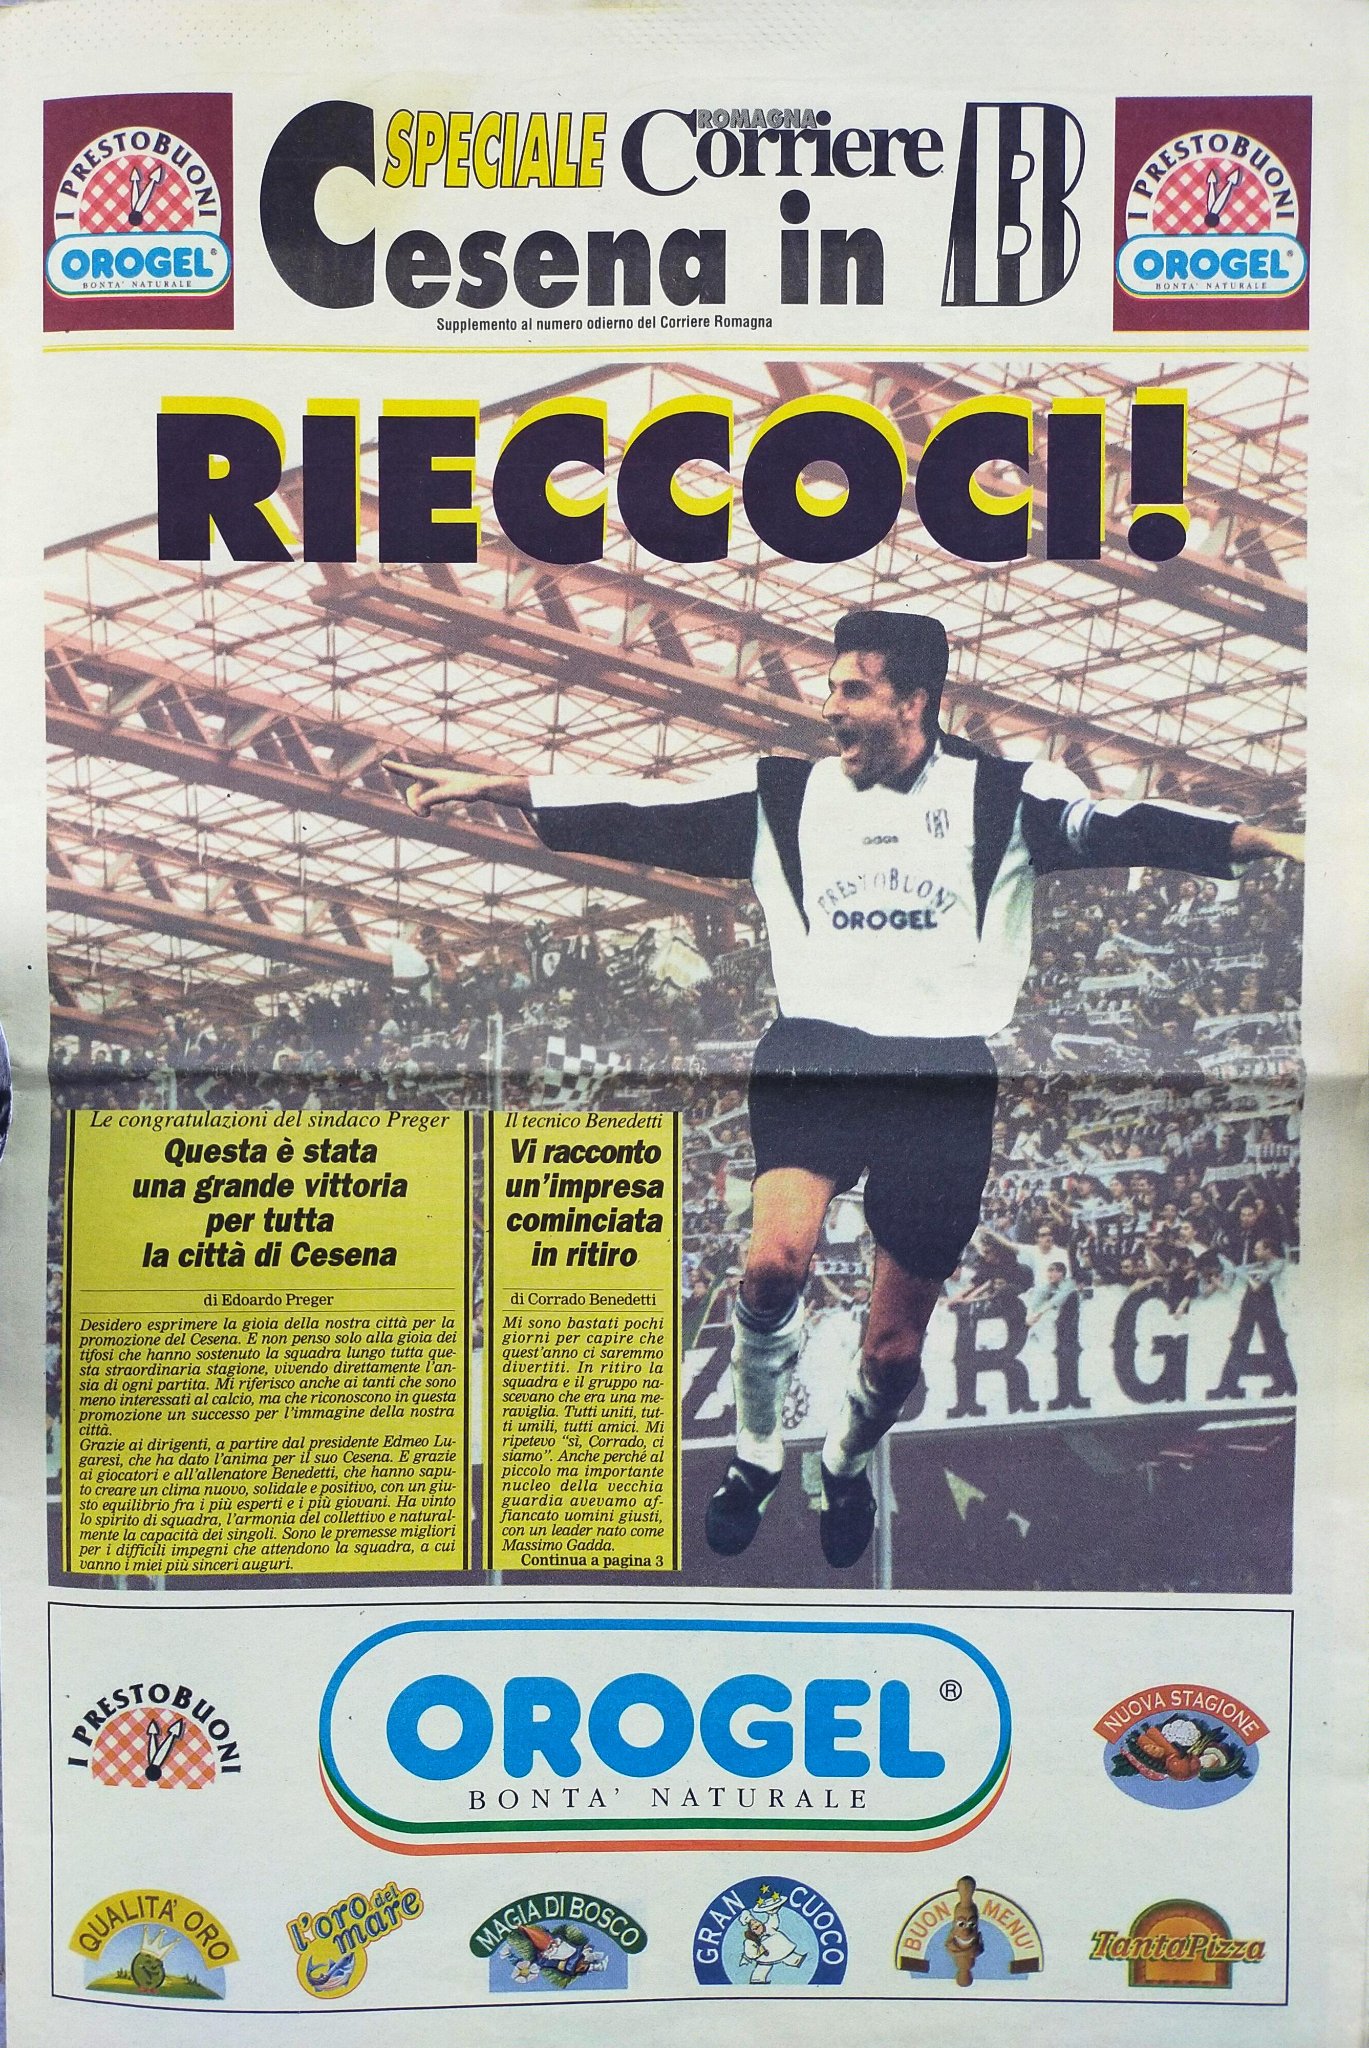 I PRESTOBUONI
OROGEL®
BONTA' NATURALE
SPECIALE
ROMAGNA
Corriere
Cesena in B
Supplemento al numero odierno del Corriere Romagna
I PRESTOBUONI
OROGEL®
BONTA' NATURALE
RIECCOCI!
adidas
PRESTOBUONI
OROGEL
BRIGA
Le congratulazioni del sindaco Preger
Questa è stata
una grande vittoria
per tutta
la città di Cesena
di Edoardo Preger
Desidero esprimere la gioia della nostra città per la
promozione del Cesena. E non penso solo alla gioia dei
tifosi che hanno sostenuto la squadra lungo tutta que-
sta straordinaria stagione, vivendo direttamente l'an-
sia di ogni partita. Mi riferisco anche ai tanti che sono
meno interessati al calcio, ma che riconoscono in questa
promozione un successo per l'immagine della nostra
città.
Grazie ai dirigenti, a partire dal presidente Edmeo Lu-
garesi, che ha dato l'anima per il suo Cesena. E grazie
ai giocatori e all'allenatore Benedetti, che hanno sapu-
to creare un clima nuovo, solidale e positivo, con un giu-
sto equilibrio fra i più esperti e i più giovani. Ha vinto
lo spirito di squadra, l'armonia del collettivo e natural-
mente la capacità dei singoli. Sono le premesse migliori
per i difficili impegni che attendono la squadra, a cui
vanno i miei più sinceri auguri.
Il tecnico Benedetti
Vi racconto
un'impresa
cominciata
in ritiro
di Corrado Benedetti
Mi sono bastati pochi
giorni per capire che
quest'anno ci saremmo
divertiti. In ritiro la
squadra e il gruppo na-
scevano che era una me-
raviglia. Tutti uniti, tut-
ti umili, tutti amici. Mi
ripetevo "sì, Corrado, ci
siamo". Anche perché al
piccolo ma importante
nucleo della vecchia
guardia avevamo af-
fiancato uomini giusti,
con un leader nato come
Massimo Gadda.
Continua a pagina 3
I PRESTOBUONI
OROGEL®
BONTA' NATURALE
NUOVA STAGIONE
QUALITA' ORO
l'oro del
mare
MAGIA DI BOSCO
GRAN CUOCO
BUON MENU'
TantaPizza